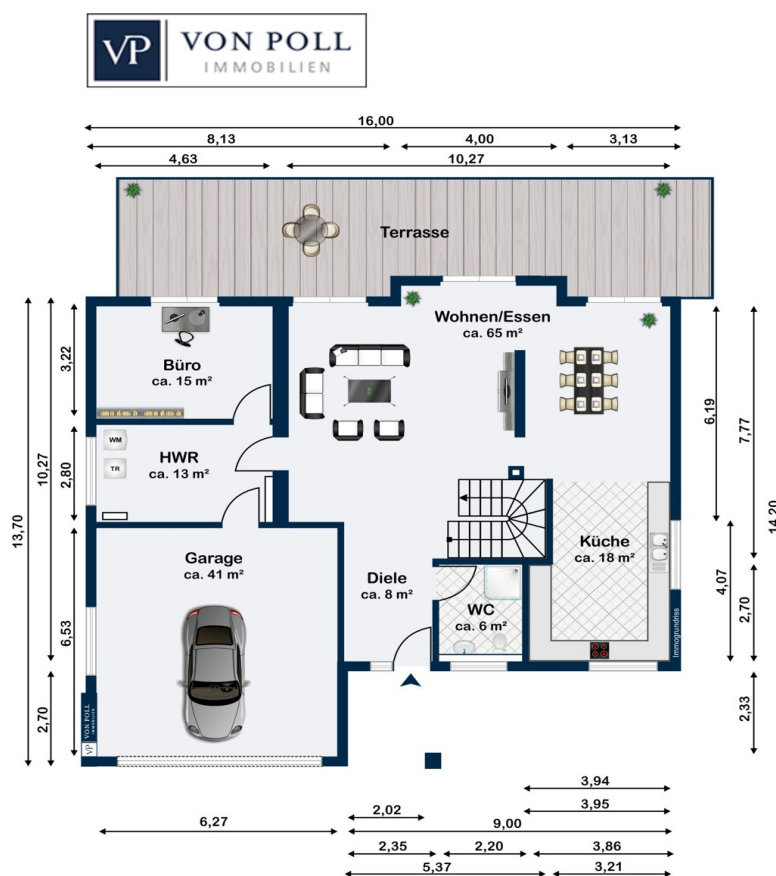 VP VON POLL
IMMOBILIEN
16,00
8,13 4,00 3,13
4,63 10,27
Terrasse
Wohnen/Essen
ca. 65 m²
Büro
ca. 15 m²
3,22
WM
TR
HWR
ca. 13 m²
2,80
10,27
13,70
6,19
7,77
14,20
Garage
ca. 41 m²
6,53
2,70
Diele
ca. 8 m²
WC
ca. 6 m²
Küche
ca. 18 m²
4,07
2,70
2,33
Immogrundriss
VP VON POLL
IMMOBILIEN
3,94
3,95
2,02
6,27 9,00
2,35 2,20 3,86
5,37 3,21